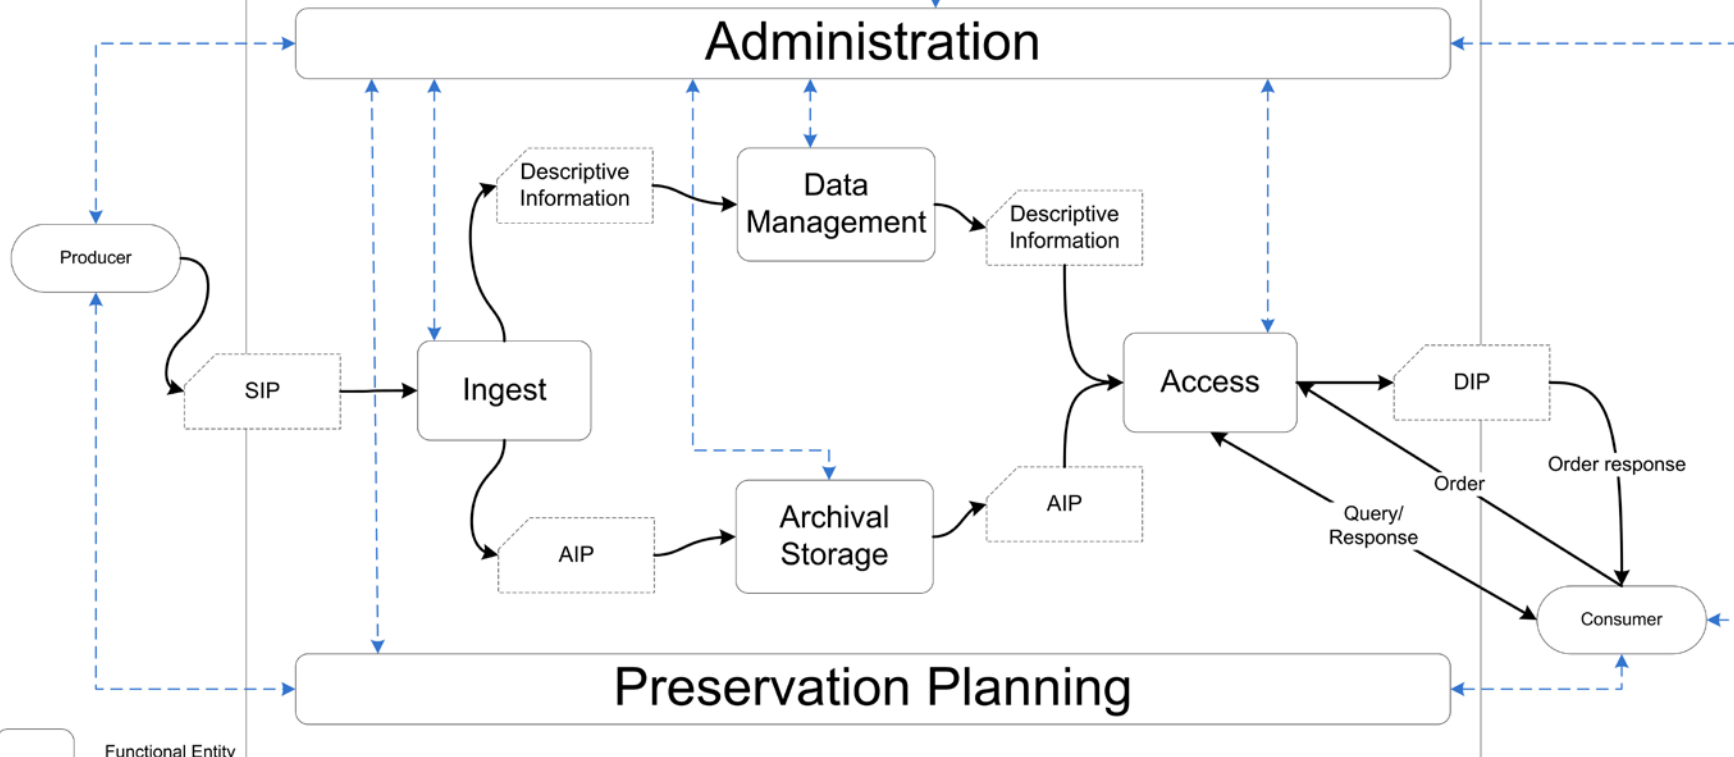 Administration
Descriptive
Information
Data
Management
Descriptive
Information
Producer
SIP
Ingest
Access
DIP
Order response
Order
Query/
Response
AIP
Archival
Storage
AIP
Consumer
Preservation Planning
Functional Entity